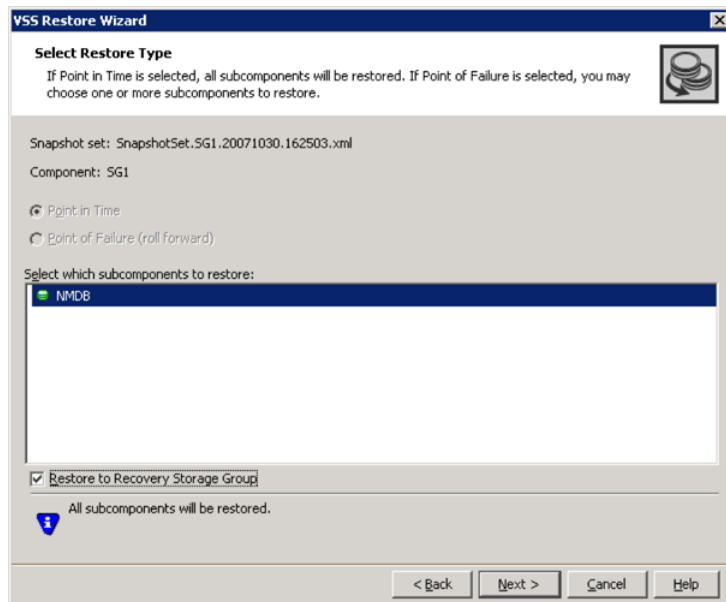 VSS Restore Wizard
Select Restore Type
If Point in Time is selected, all subcomponents will be restored. If Point of Failure is selected, you may
choose one or more subcomponents to restore.
Snapshot set: SnapshotSet.SG1.20071030.162503.xml
Component: SG1
Point in Time
Point of Failure (roll forward)
Select which subcomponents to restore:
NMDB
Restore to Recovery Storage Group
All subcomponents will be restored.
< Back Next > Cancel Help